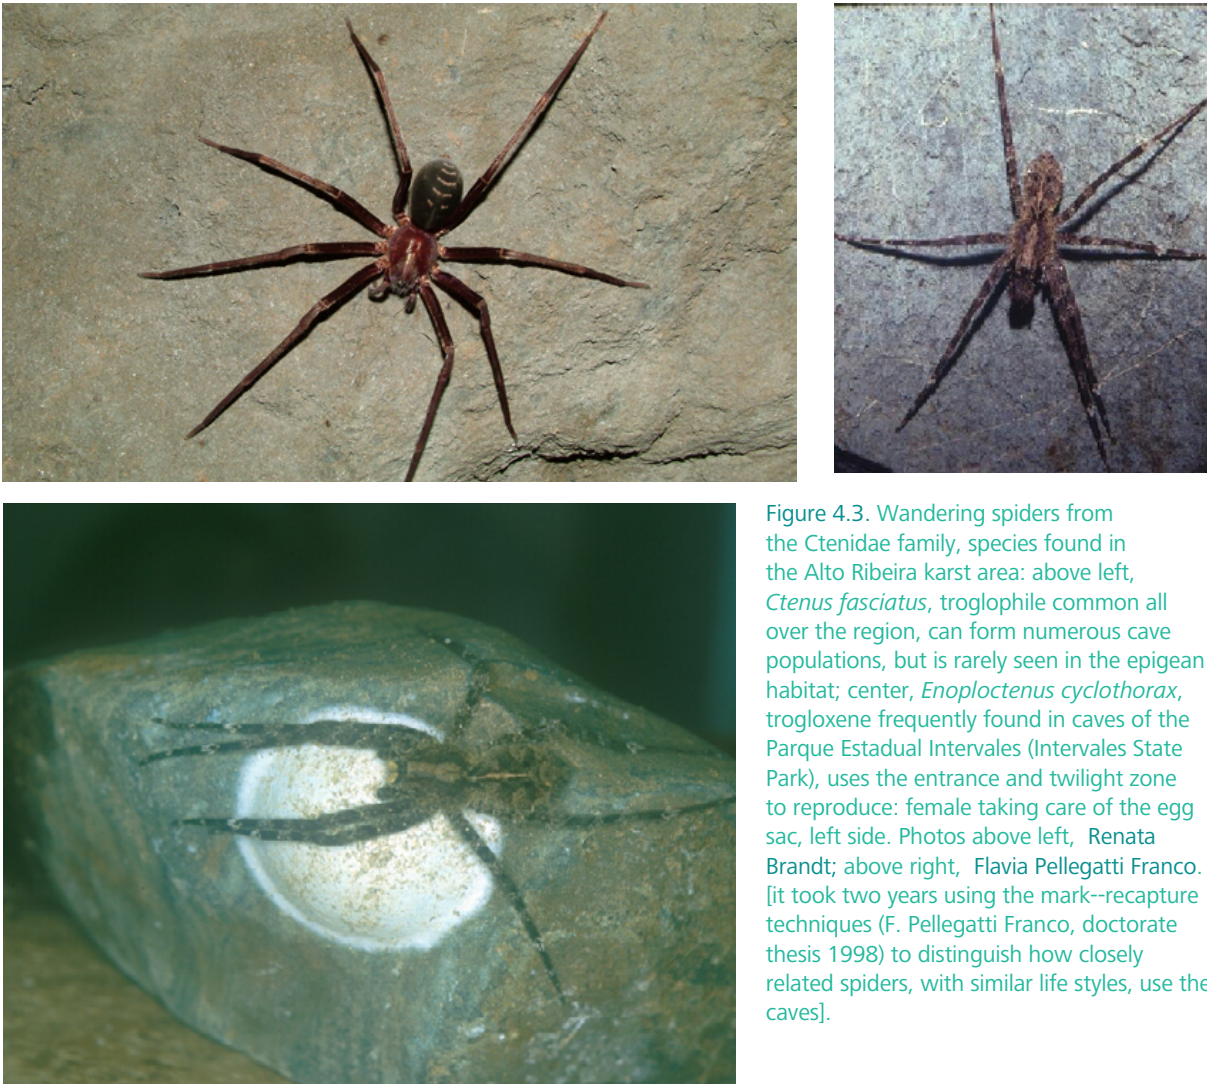 Figure 4.3. Wandering spiders from
the Ctenidae family, species found in
the Alto Ribeira karst area: above left,
Ctenus fasciatus, troglophile common all
over the region, can form numerous cave
populations, but is rarely seen in the epigean
habitat; center, Enoploctenus cyclothorax,
trogloxene frequently found in caves of the
Parque Estadual Intervales (Intervales State
Park), uses the entrance and twilight zone
to reproduce: female taking care of the egg
sac, left side. Photos above left, Renata
Brandt; above right, Flavia Pellegatti Franco.
[it took two years using the mark--recapture
techniques (F. Pellegatti Franco, doctorate
thesis 1998) to distinguish how closely
related spiders, with similar life styles, use the
caves].